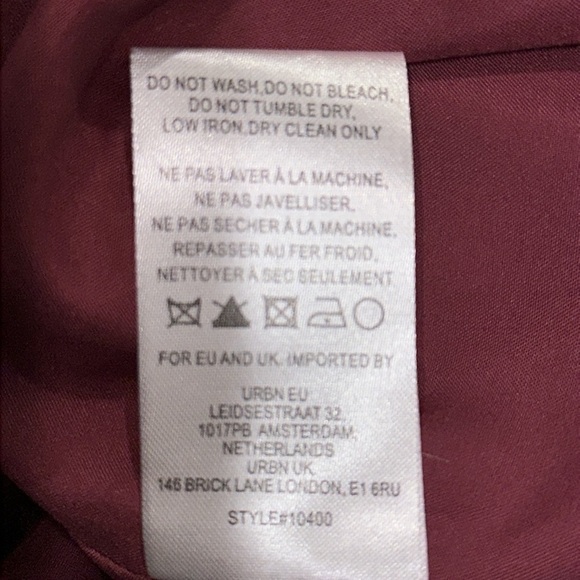 DO NOT WASH.DO NOT BLEACH.
DO NOT TUMBLE DRY.
LOW IRON.DRY CLEAN ONLY
NE PAS LAVER À LA MACHINE.
NE PAS JAVELLISER.
NE PAS SECHER À LA MACHINE.
REPASSER AU FER FROID.
NETTOYER À SEC SEULEMENT
FOR EU AND UK. IMPORTED BY
URBN EU
LEIDSESTRAAT 32,
1017PB AMSTERDAM,
NETHERLANDS
URBN UK
146 BRICK LANE LONDON, E1 6RU
STYLE#10400